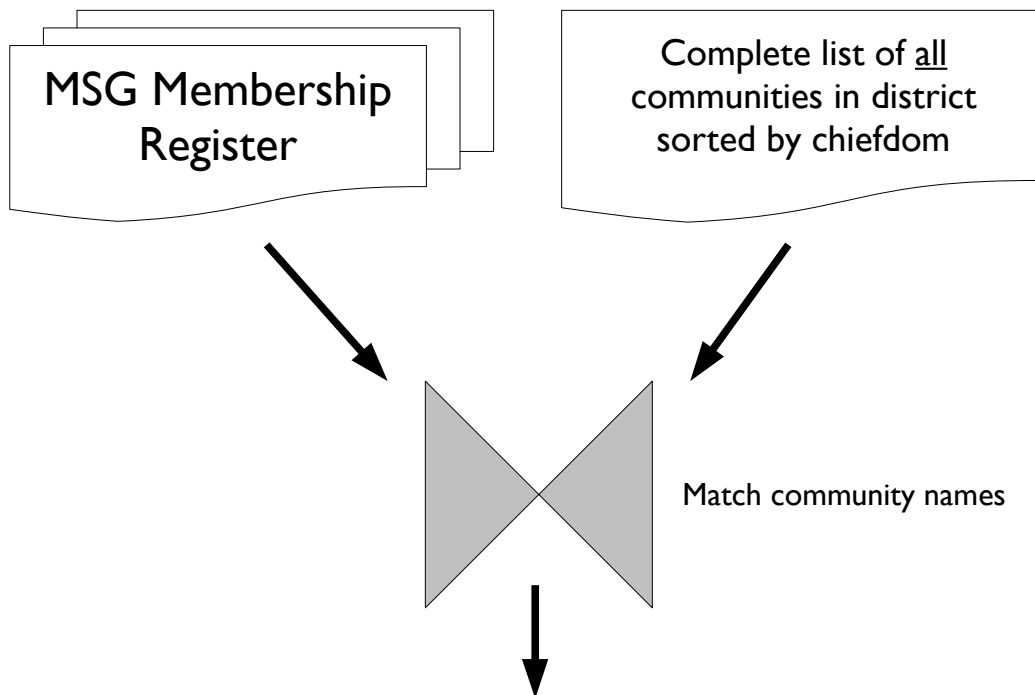 MSG Membership
Register
Complete list of all
communities in district
sorted by chiefdom
Match community names